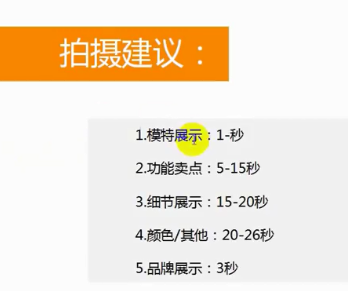 拍摄建议：
1.模特展示：1-秒
2.功能卖点：5-15秒
3.细节展示：15-20秒
4.颜色/其他：20-26秒
5.品牌展示：3秒